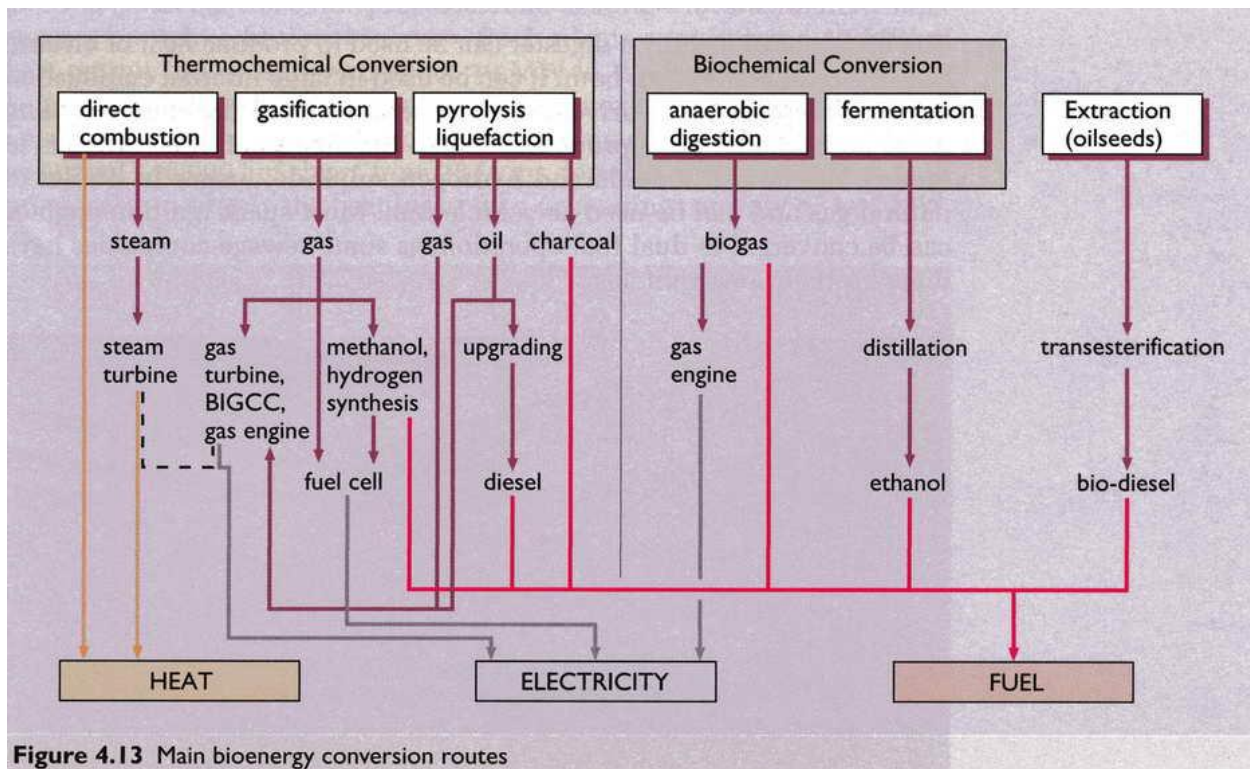 Thermochemical Conversion
Biochemical Conversion
direct
combustion
gasification
pyrolysis
liquefaction
anaerobic
digestion
fermentation
Extraction
(oilseeds)
steam
gas
gas
oil
charcoal
biogas
steam
turbine
gas
turbine,
BIGCC,
gas engine
methanol,
hydrogen
synthesis
upgrading
gas
engine
distillation
transesterification
fuel cell
diesel
ethanol
bio-diesel
HEAT
ELECTRICITY
FUEL
Figure 4.13 Main bioenergy conversion routes